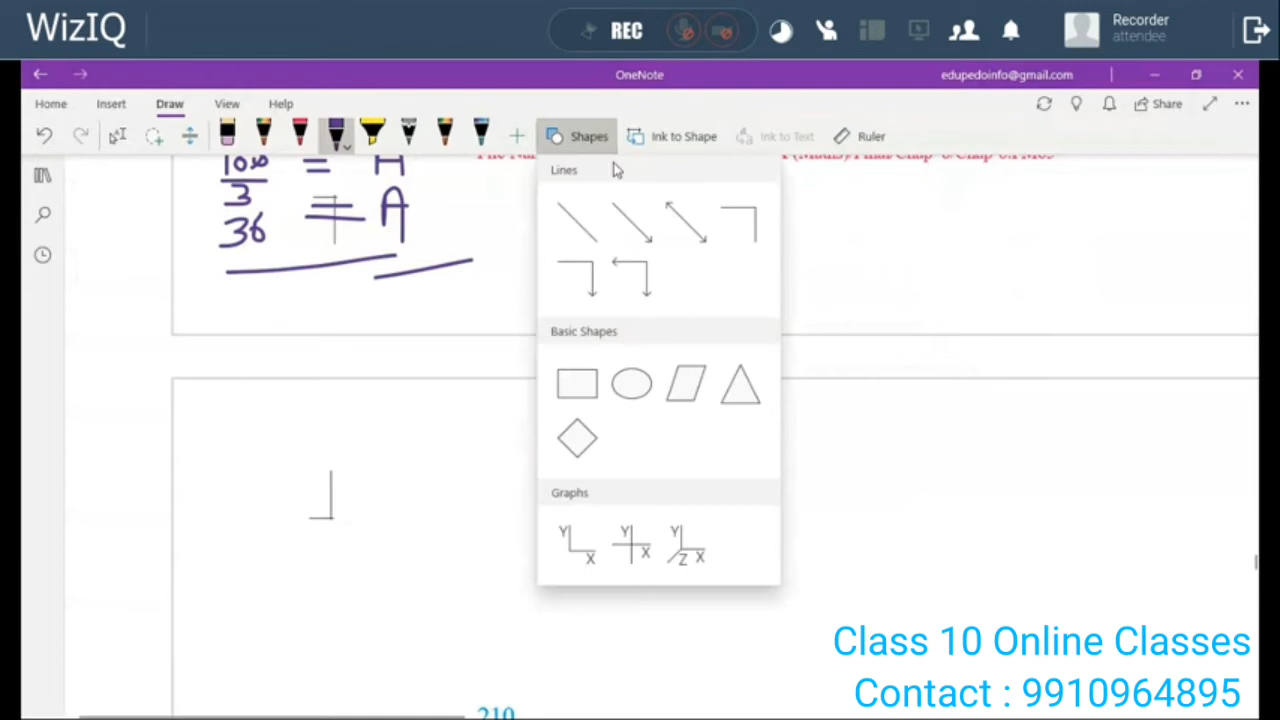 WizIQ
REC
Recorder
attendee
OneNote
edupedoinfo@gmail.com
Home Insert Draw View Help
Share
Shapes
Ink to Shape
Ink to Text
Ruler
Lines
3
= A
36 = A
Basic Shapes
Graphs
Y X
Y X
Y Z X
Class 10 Online Classes
Contact : 9910964895
210